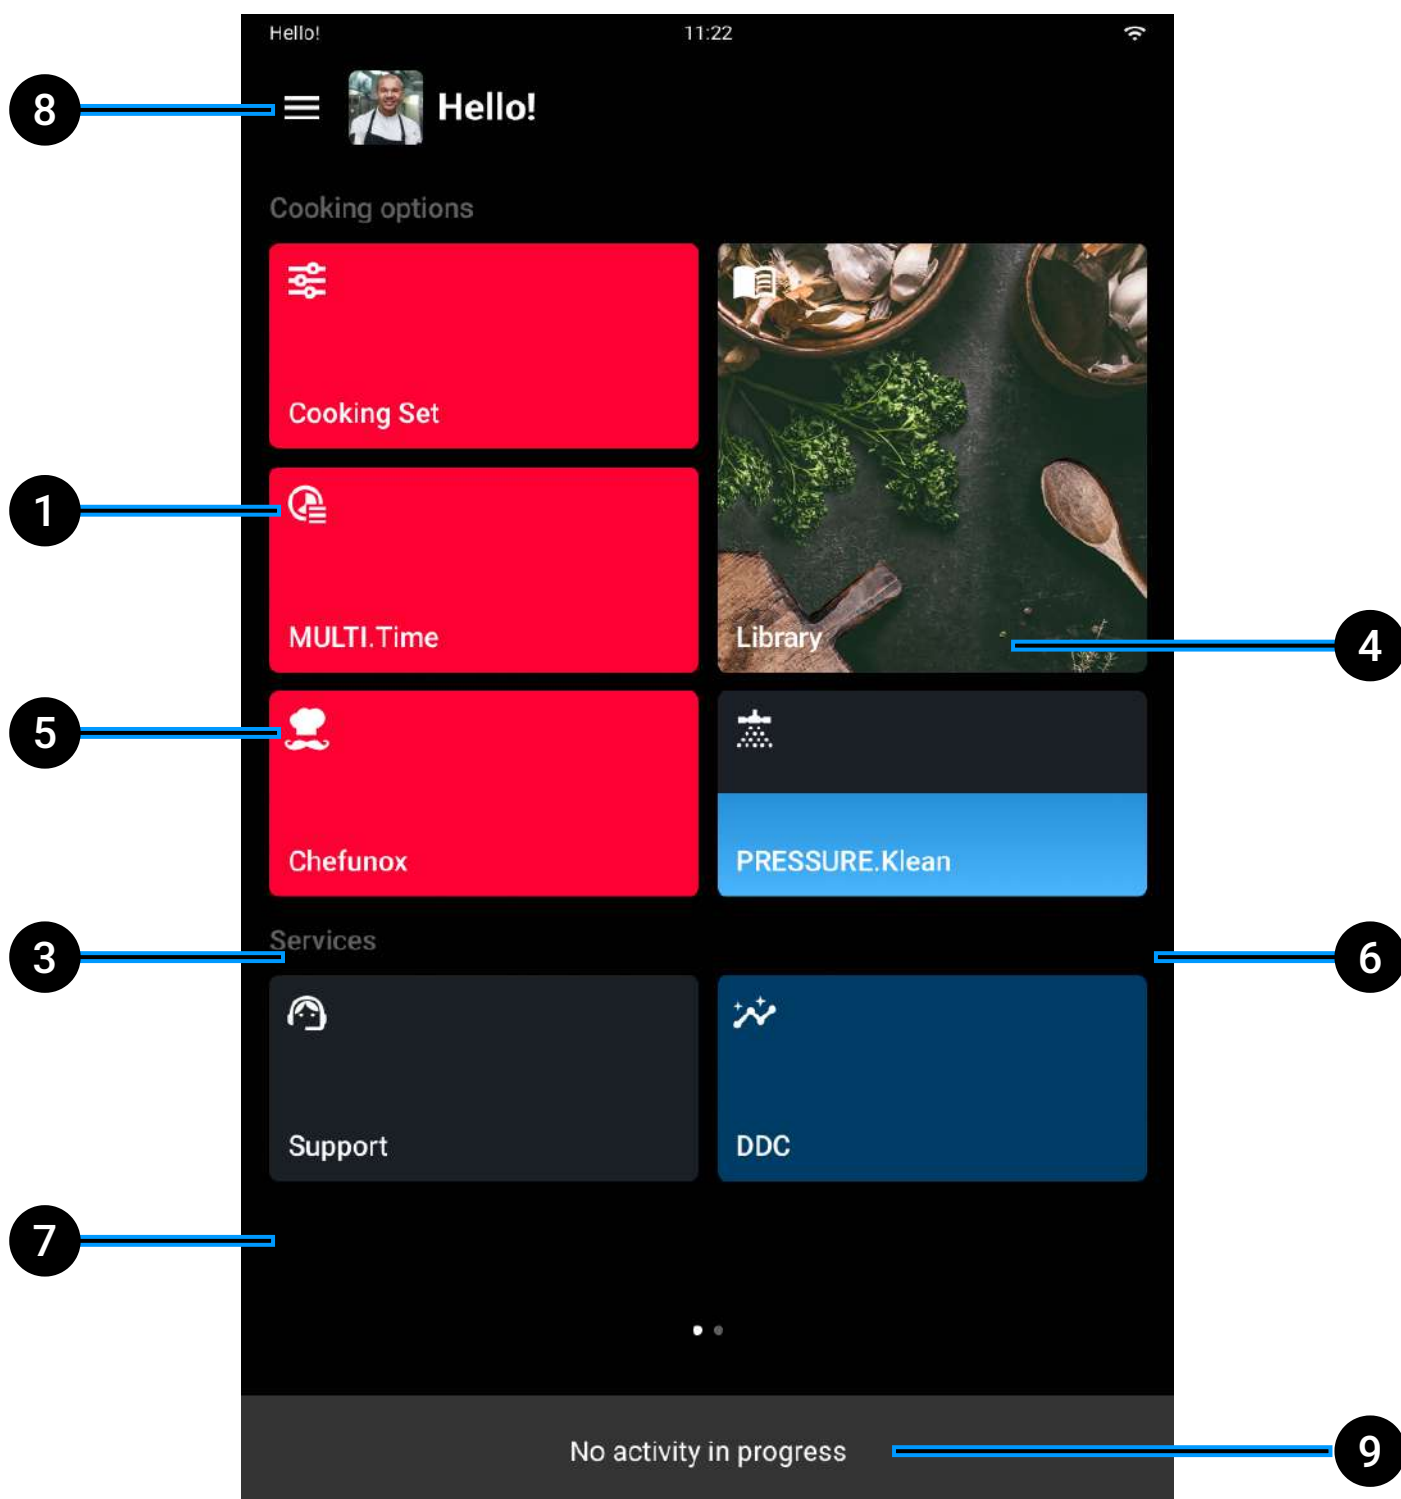 Hello! 11:22
8 Hello!
Cooking options
Cooking Set
1
MULTI.Time
Library
4
5
Chefunox
PRESSURE.Klean
Services
3
6
Support
DDC
7
No activity in progress
9